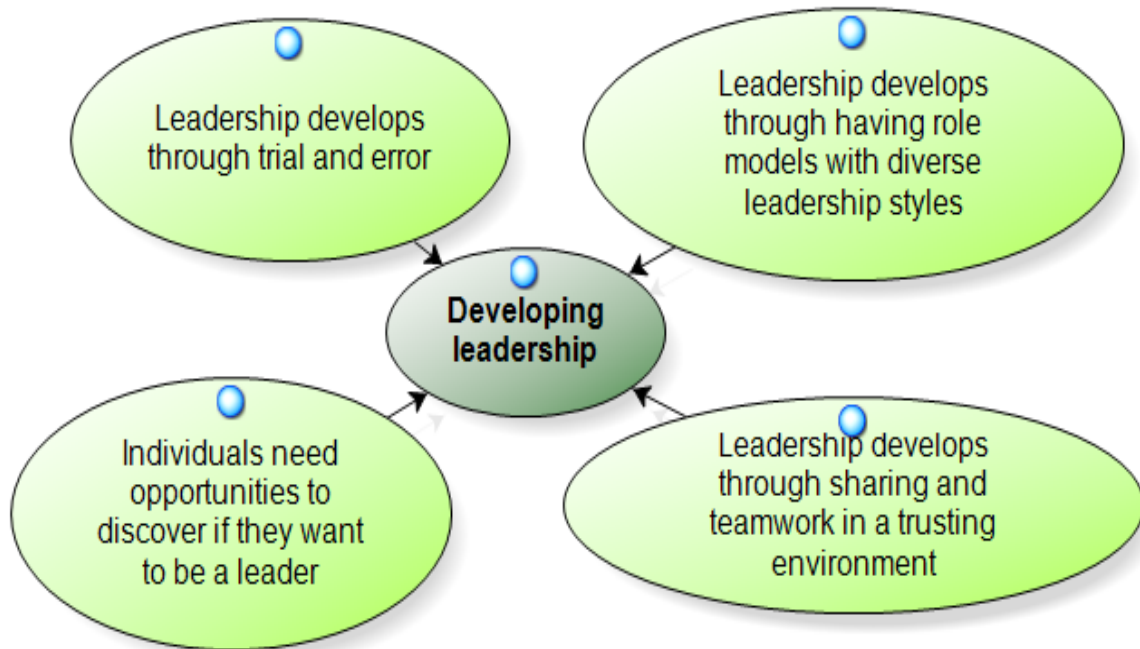 Leadership develops
through trial and error
Leadership develops
through having role
models with diverse
leadership styles
Developing
leadership
Individuals need
opportunities to
discover if they want
to be a leader
Leadership develops
through sharing and
teamwork in a trusting
environment